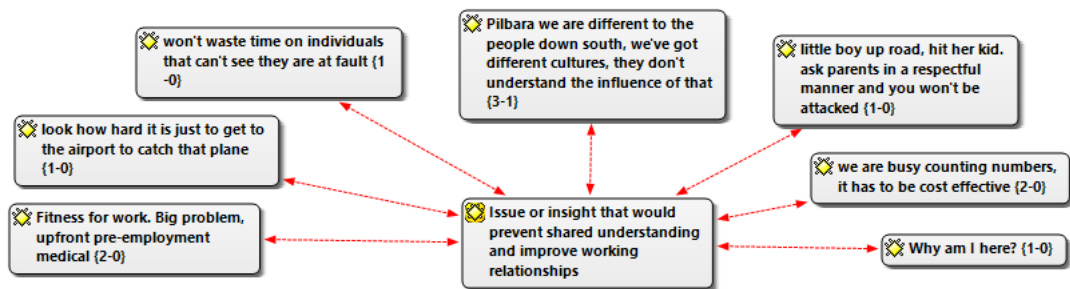 won't waste time on individuals
that can't see they are at fault {1
-0}
Pilbara we are different to the
people down south, we've got
different cultures, they don't
understand the influence of that
{3-1}
little boy up road, hit her kid.
ask parents in a respectful
manner and you won't be
attacked {1-0}
look how hard it is just to get to
the airport to catch that plane
{1-0}
we are busy counting numbers,
it has to be cost effective {2-0}
Fitness for work. Big problem,
upfront pre-employment
medical {2-0}
Issue or insight that would
prevent shared understanding
and improve working
relationships
Why am I here? {1-0}